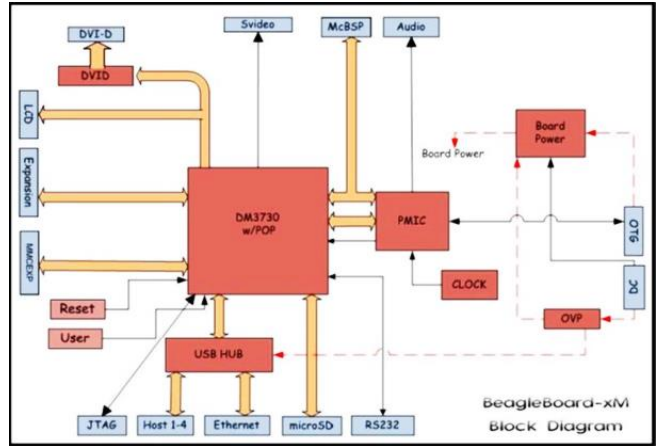 DVI-D
Svideo
McBSP
Audio
DVID
LCD
Board
Power
Board Power
Expansion
DM3730
w/POP
PMIC
OTG
MMCEXP
CLOCK
DC
Reset
OVP
User
USB HUB
BeagleBoard-xM
Block Diagram
JTAG
Host 1-4
Ethernet
microSD
RS232